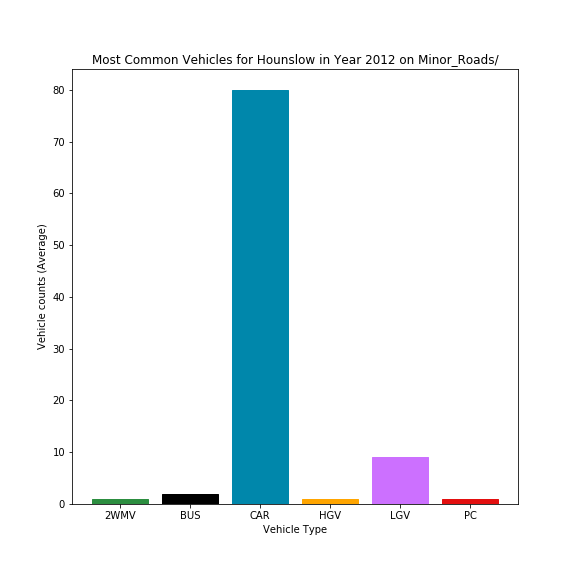 Most Common Vehicles for Hounslow in Year 2012 on Minor_Roads/
80
70
60
50
40
30
20
10
0
Vehicle counts (Average)
2WMV BUS CAR HGV LGV PC
Vehicle Type